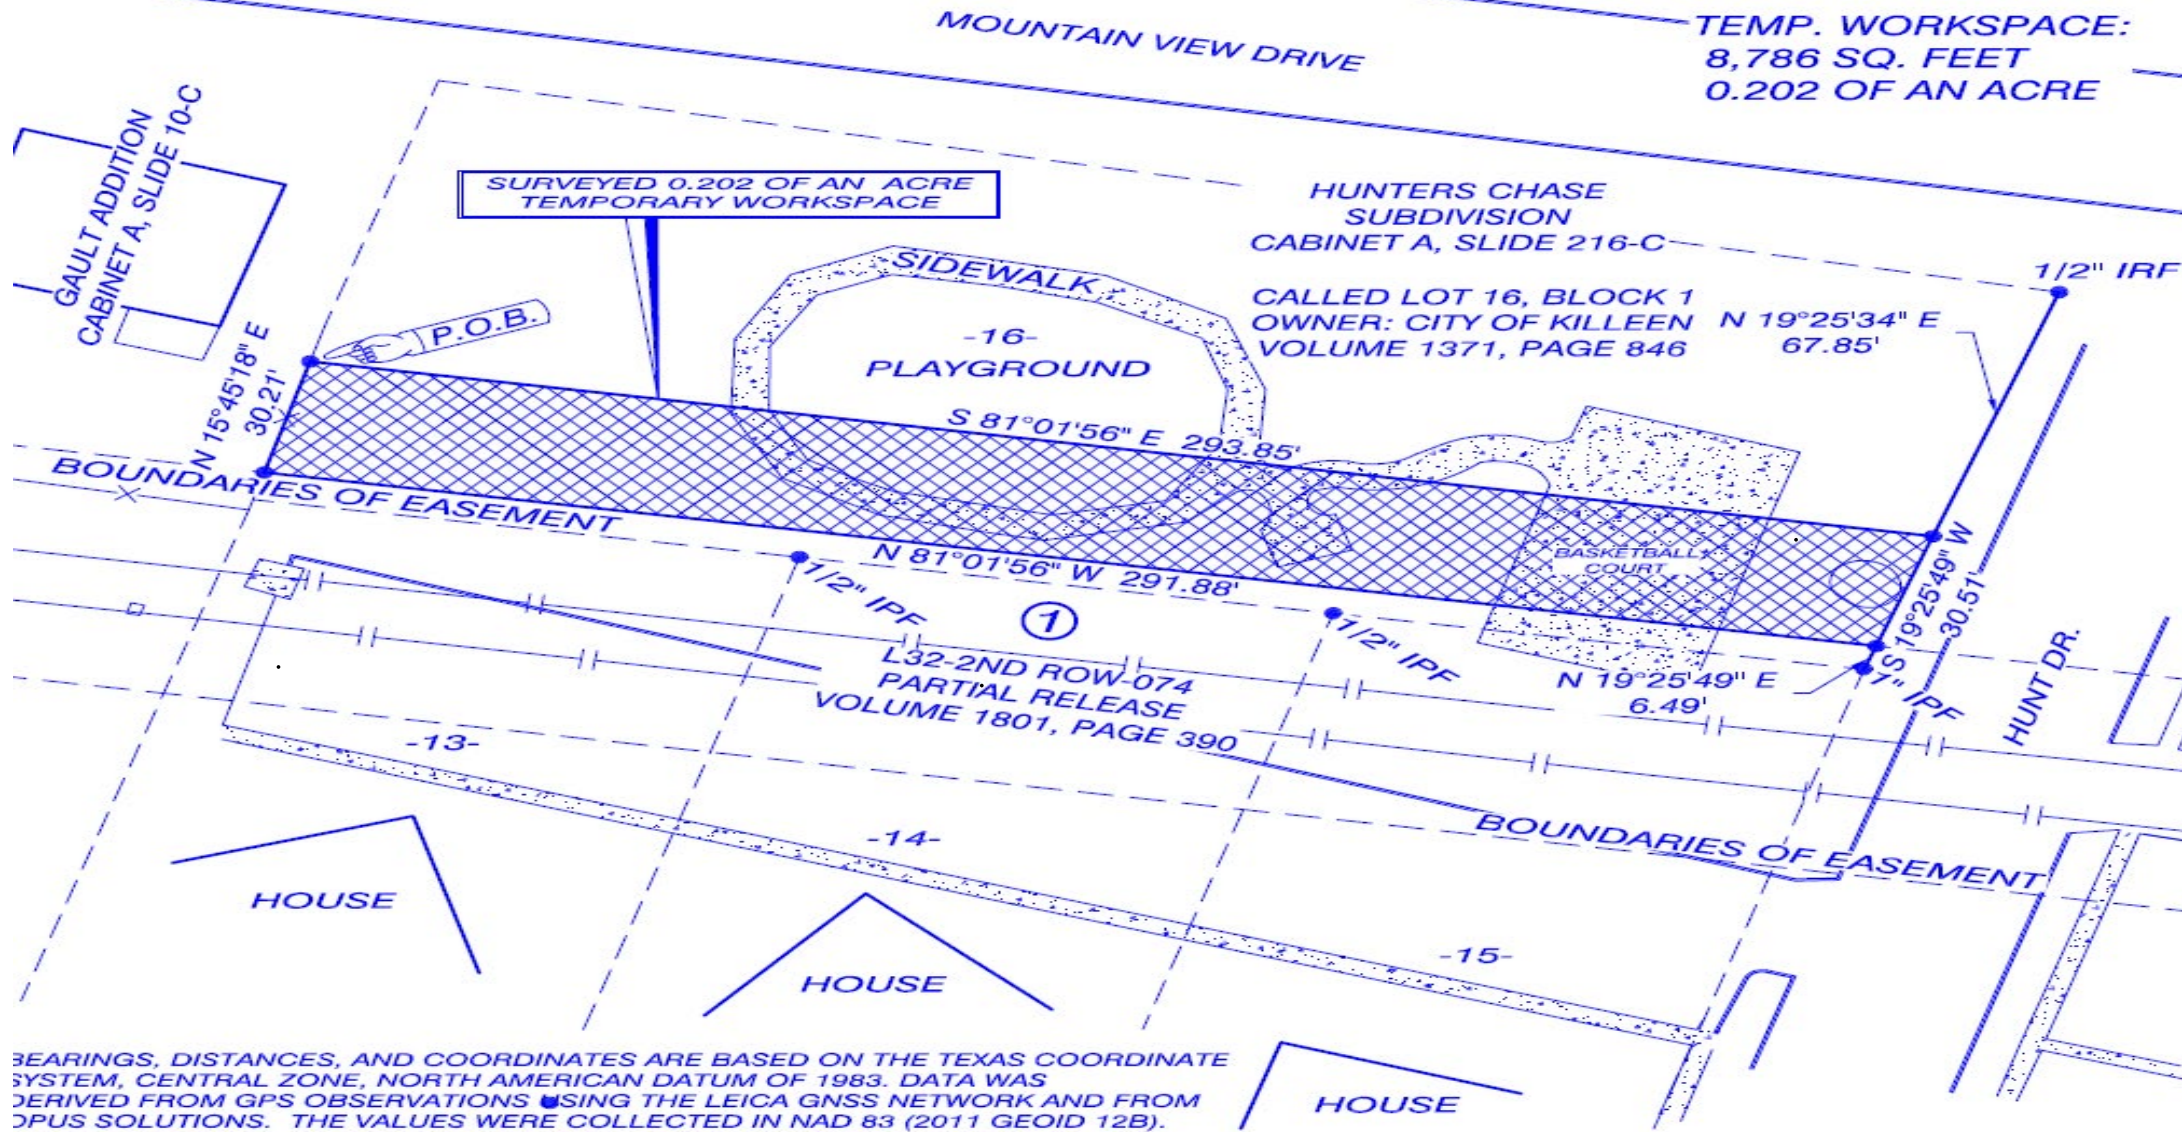 MOUNTAIN VIEW DRIVE
TEMP. WORKSPACE:
8,786 SQ. FEET
0.202 OF AN ACRE
GAULT ADDITION
CABINET A, SLIDE 10-C
SURVEYED 0.202 OF AN ACRE
TEMPORARY WORKSPACE
HUNTERS CHASE
SUBDIVISION
CABINET A, SLIDE 216-C
1/2" IRF
CALLED LOT 16, BLOCK 1
OWNER: CITY OF KILLEEN
VOLUME 1371, PAGE 846
N 19°25'34" E
67.85'
SIDEWALK
P.O.B.
-16-
PLAYGROUND
N 15°45'18" E
30.21'
S 81°01'56" E 293.85'
BOUNDARIES OF EASEMENT
N 81°01'56" W 291.88'
BASKETBALL
COURT
S 19°25'49" W
30.51'
1/2" IPF
1
1/2" IPF
L32-2ND ROW-074
PARTIAL RELEASE
VOLUME 1801, PAGE 390
N 19°25'49" E
6.49'
1" IPF
HUNT DR.
-13-
-14-
BOUNDARIES OF EASEMENT
-15-
HOUSE
HOUSE
HOUSE
BEARINGS, DISTANCES, AND COORDINATES ARE BASED ON THE TEXAS COORDINATE
SYSTEM, CENTRAL ZONE, NORTH AMERICAN DATUM OF 1983. DATA WAS
DERIVED FROM GPS OBSERVATIONS USING THE LEICA GNSS NETWORK AND FROM
OPUS SOLUTIONS. THE VALUES WERE COLLECTED IN NAD 83 (2011 GEOID 12B).